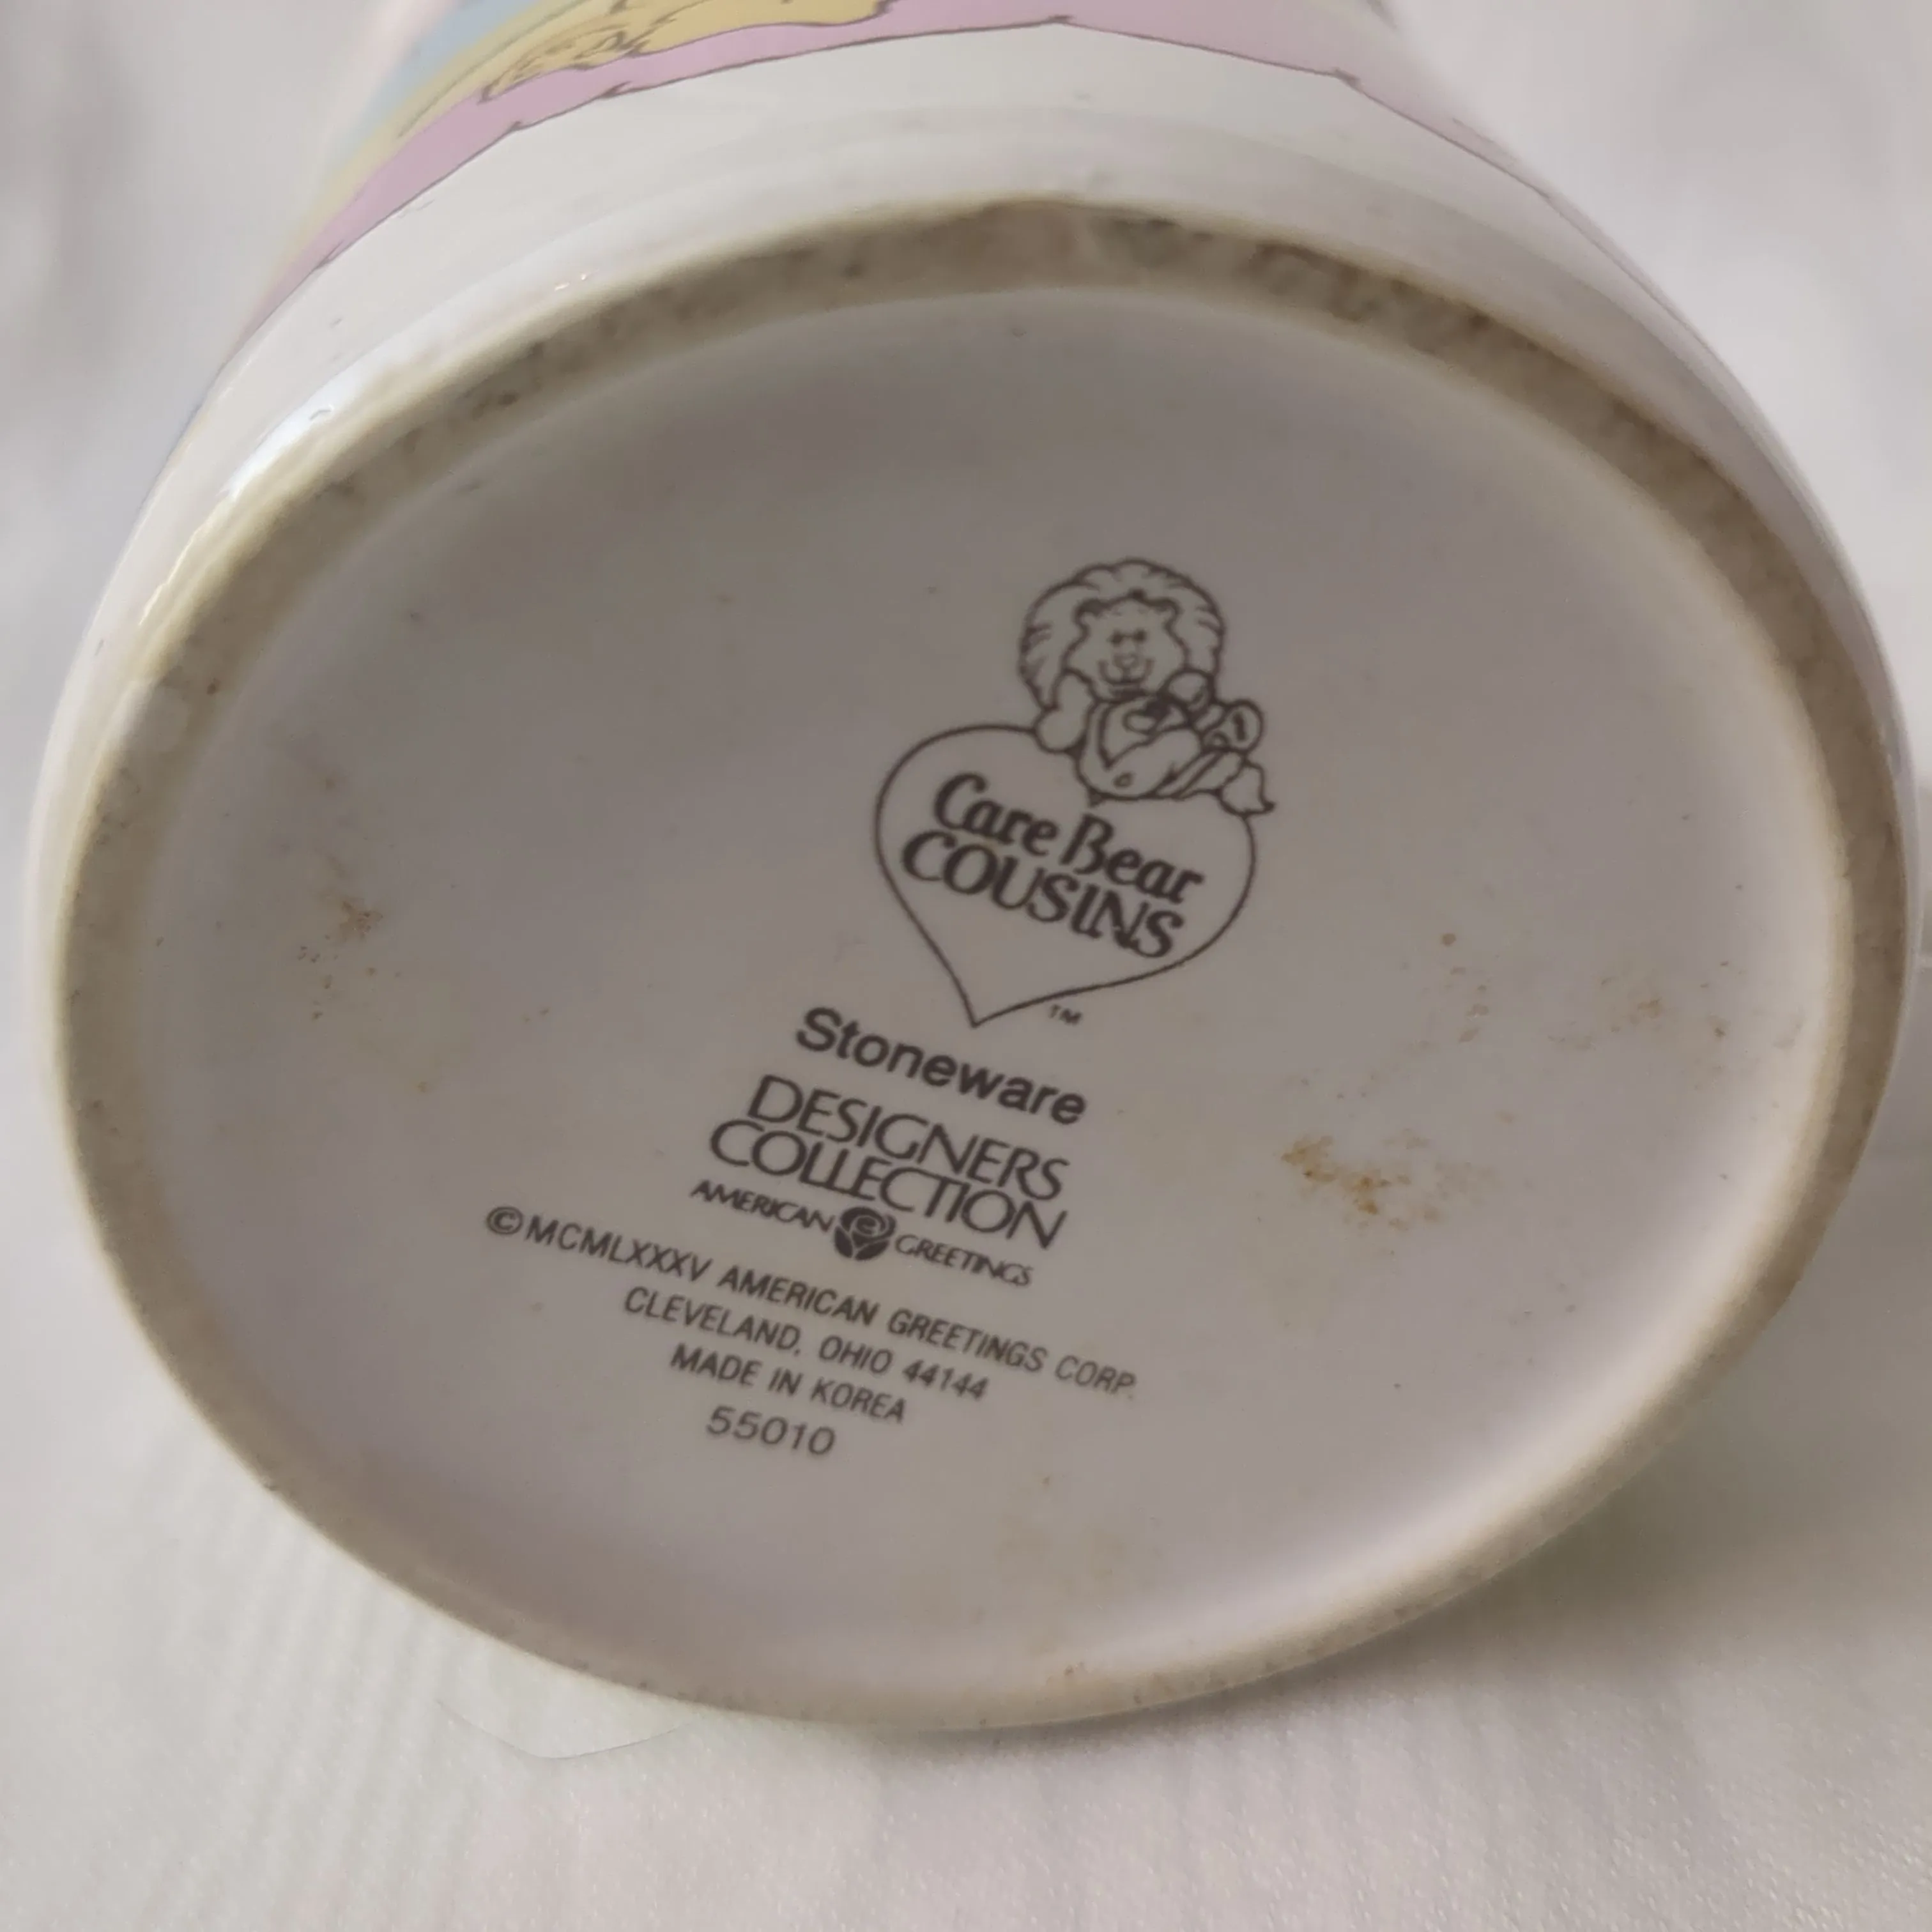 Care Bear
COUSINS
TM
Stoneware
DESIGNERS
COLLECTION
AMERICAN GREETINGS
©MCMLXXXV AMERICAN GREETINGS CORP.
CLEVELAND, OHIO 44144
MADE IN KOREA
55010